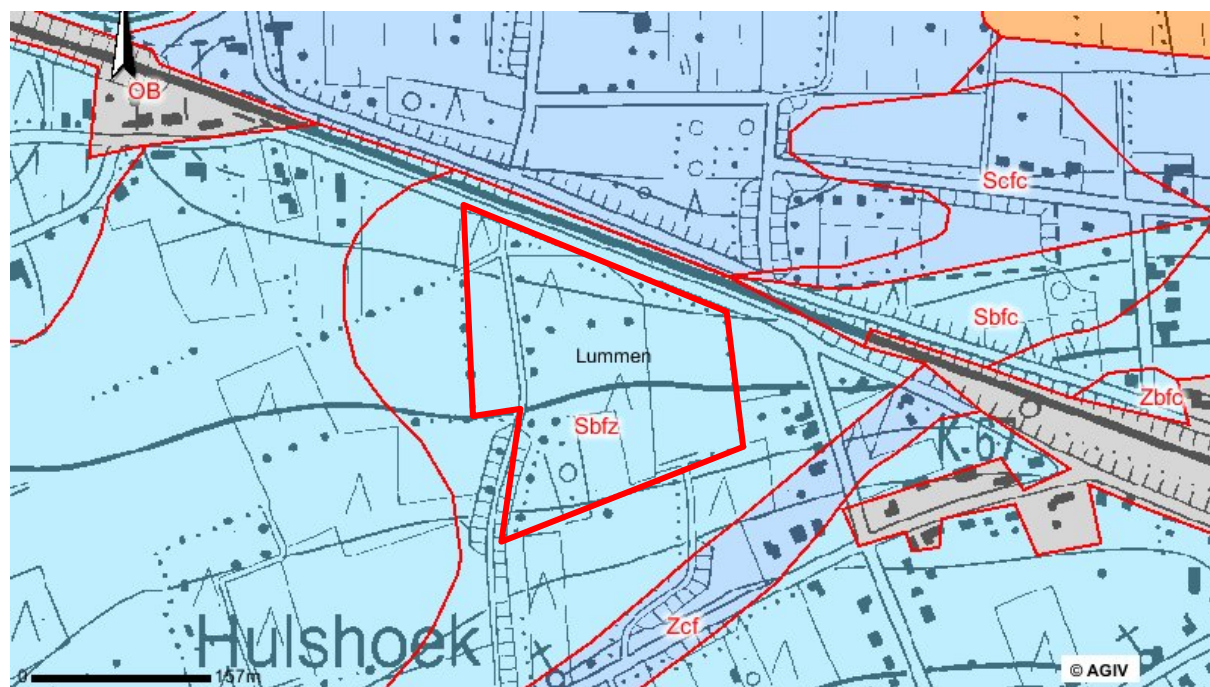 OB
Scfc
Sbfc
Lummen
Zbfc
Sbfz
K.67
Zcf
Hulshoek
0 157m
© AGIV